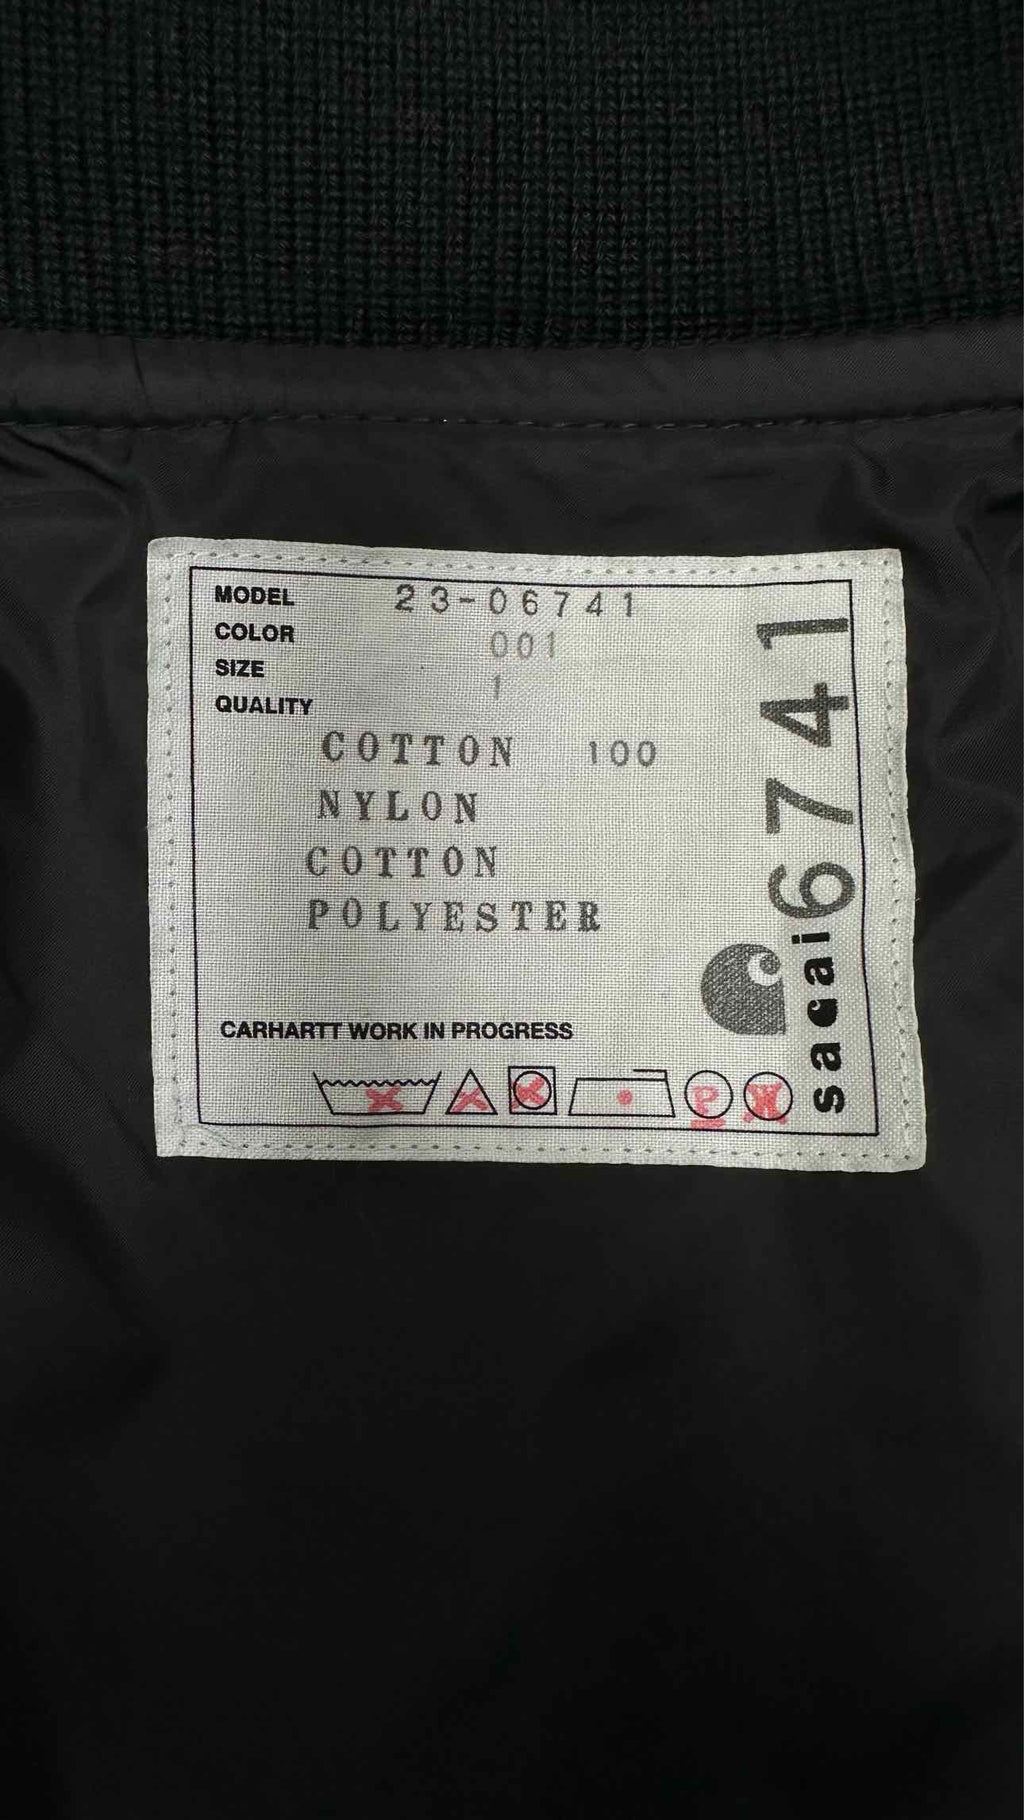 MODEL 23-06741
COLOR 001
SIZE 1
QUALITY
COTTON 100
NYLON
COTTON
POLYESTER
CARHARTT WORK IN PROGRESS
P
W
sacai 6741